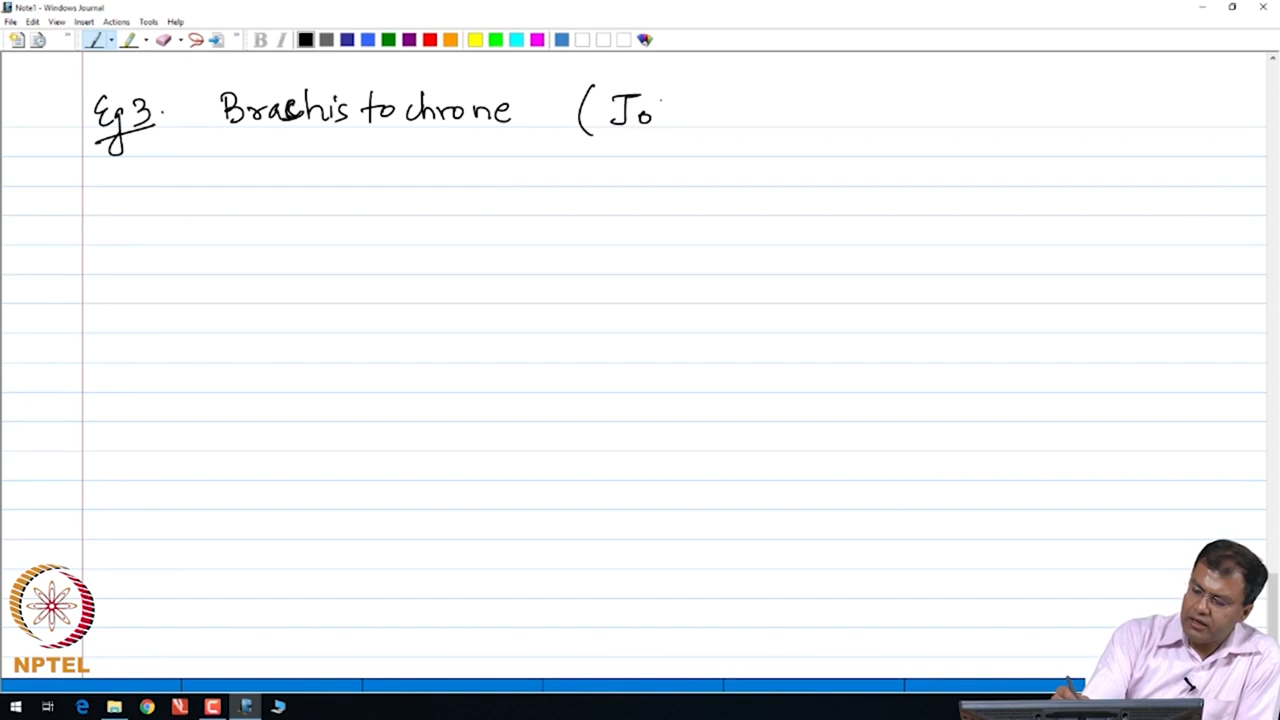 Note1 - Windows Journal
File Edit View Insert Actions Tools Help
Eg 3. Brachistochrone ( Jo
NPTEL